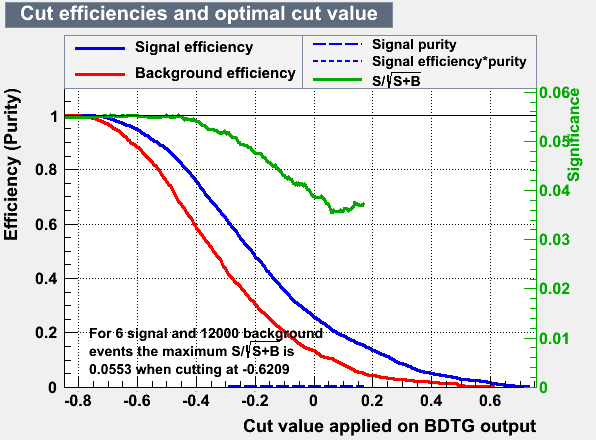 Cut efficiencies and optimal cut value
Signal efficiency
Background efficiency
Signal purity
Signal efficiency*purity
S/√S+B
Efficiency (Purity)
1
0.8
0.6
0.4
0.2
0
0.06
0.05
0.04
0.03
0.02
0.01
0
Significance
For 6 signal and 12000 background
events the maximum S/√S+B is
0.0553 when cutting at -0.6209
-0.8 -0.6 -0.4 -0.2 0 0.2 0.4 0.6
Cut value applied on BDTG output